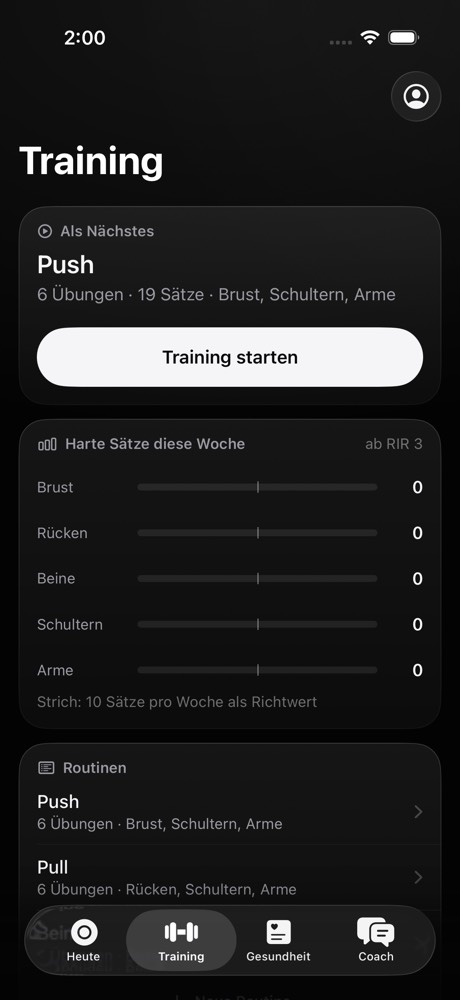 2:00
Training
Als Nächstes
Push
6 Übungen · 19 Sätze · Brust, Schultern, Arme
Training starten
Harte Sätze diese Woche ab RIR 3
Brust 0
Rücken 0
Beine 0
Schultern 0
Arme 0
Strich: 10 Sätze pro Woche als Richtwert
Routinen
Push
6 Übungen · Brust, Schultern, Arme
Pull
6 Übungen · Rücken, Schultern, Arme
Heute Training Gesundheit Coach